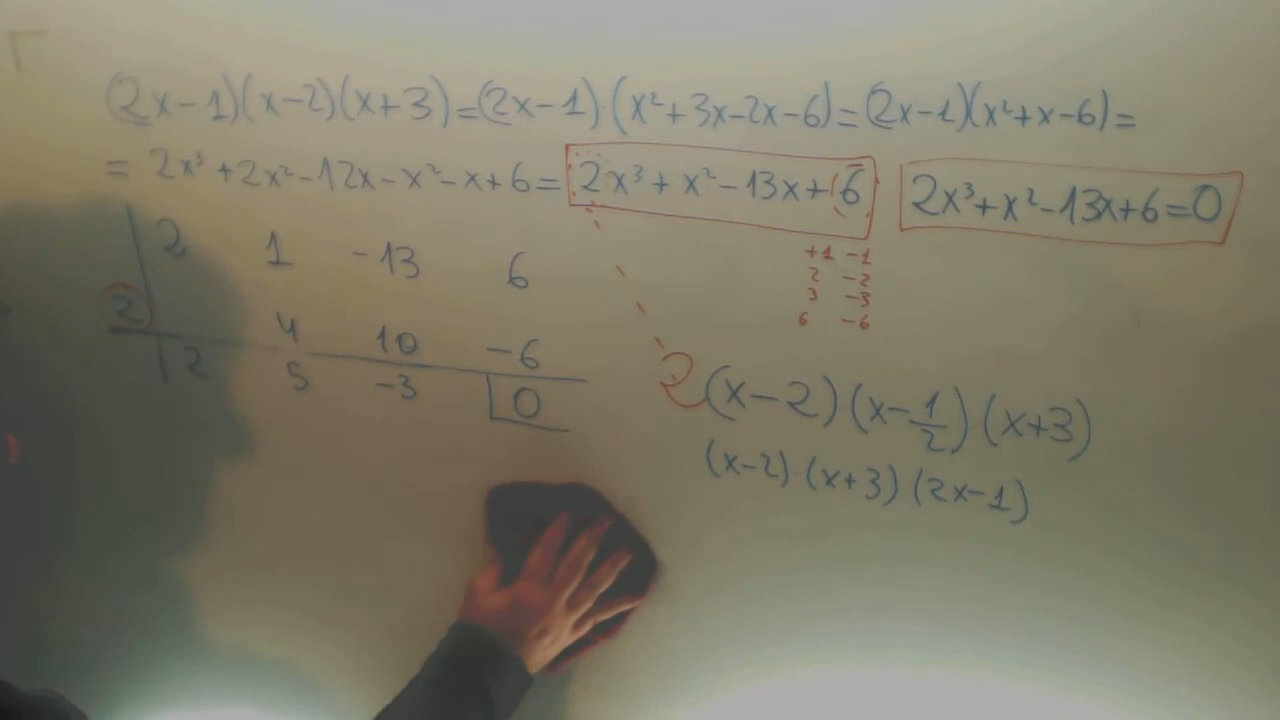 (2x-1)(x-2)(x+3)=(2x-1)·(x²+3x-2x-6)=(2x-1)(x²+x-6)=
= 2x³+2x²-12x-x²-x+6= 2x³+x²-13x+6
2x³+x²-13x+6=0
2 1 -13 6
2 4 10 -6
2 5 -3 0
+1 -1
2 -2
3 -3
6 -6
2(x-2)(x-1/2)(x+3)
(x-2)·(x+3)(2x-1)